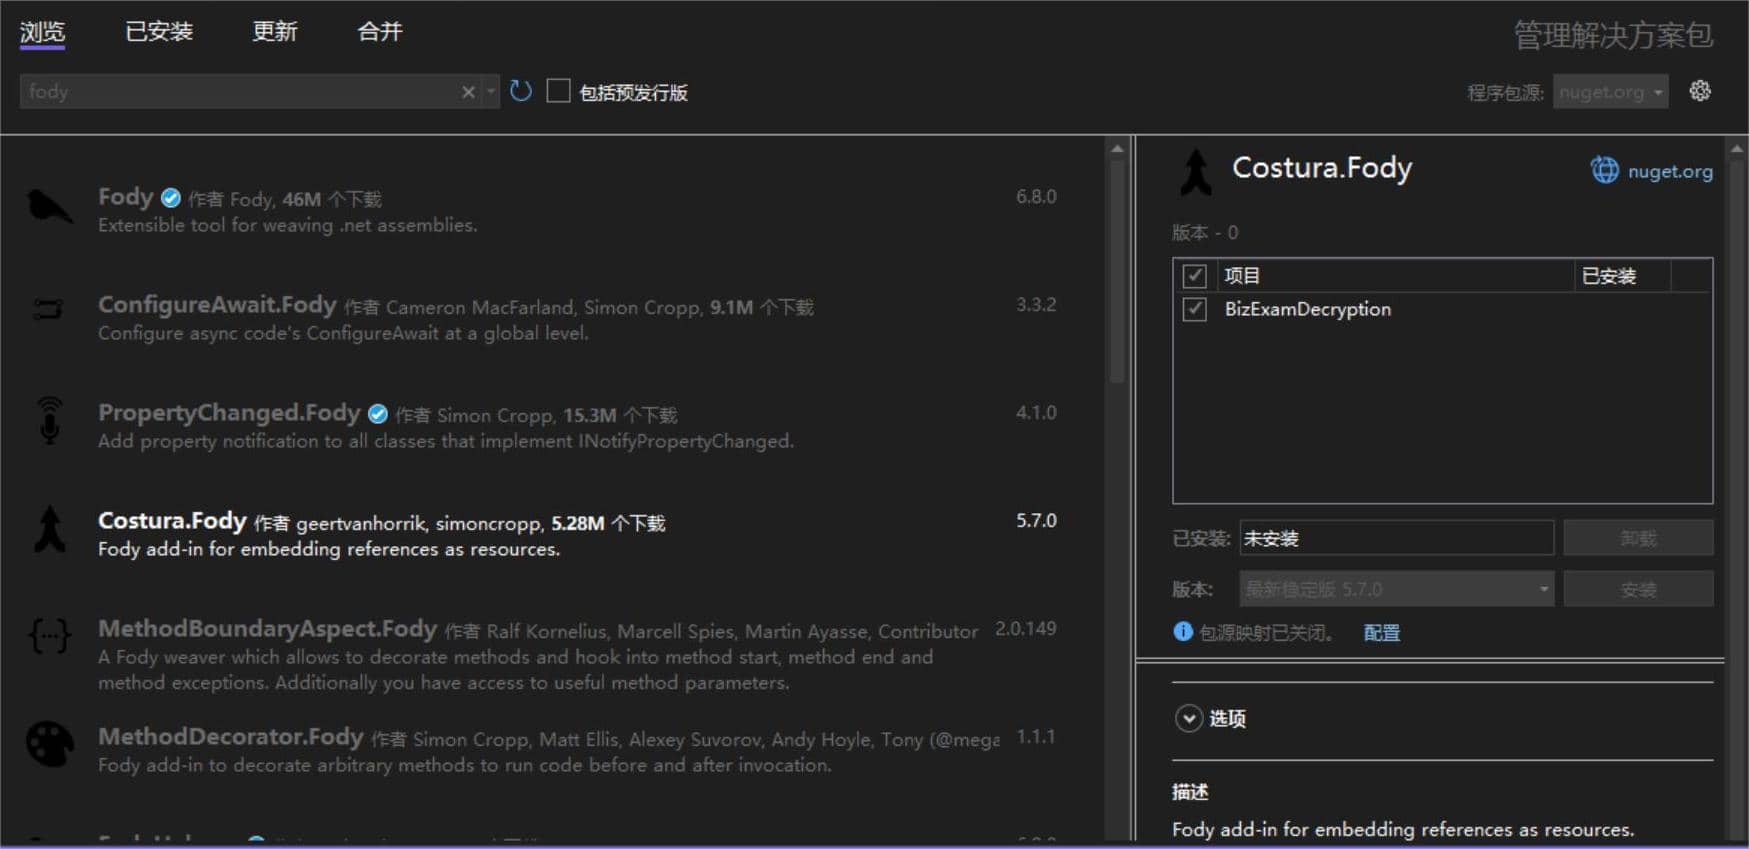 浏览 已安装 更新 合并 管理解决方案包
fody 包括预发行版 程序包源: nuget.org
Fody 作者 Fody, 46M 个下载 6.8.0
Extensible tool for weaving .net assemblies.
ConfigureAwait.Fody 作者 Cameron MacFarland, Simon Cropp, 9.1M 个下载 3.3.2
Configure async code's ConfigureAwait at a global level.
PropertyChanged.Fody 作者 Simon Cropp, 15.3M 个下载 4.1.0
Add property notification to all classes that implement INotifyPropertyChanged.
Costura.Fody 作者 geertvanhorrik, simoncropp, 5.28M 个下载 5.7.0
Fody add-in for embedding references as resources.
MethodBoundaryAspect.Fody 作者 Ralf Kornelius, Marcell Spies, Martin Ayasse, Contributor 2.0.149
A Fody weaver which allows to decorate methods and hook into method start, method end and
method exceptions. Additionally you have access to useful method parameters.
MethodDecorator.Fody 作者 Simon Cropp, Matt Ellis, Alexey Suvorov, Andy Hoyle, Tony (@mega 1.1.1
Fody add-in to decorate arbitrary methods to run code before and after invocation.
Costura.Fody nuget.org
版本 - 0
项目 已安装
BizExamDecryption
已安装: 未安装 卸载
版本: 最新稳定版 5.7.0 安装
包源映射已关闭。 配置
选项
描述
Fody add-in for embedding references as resources.